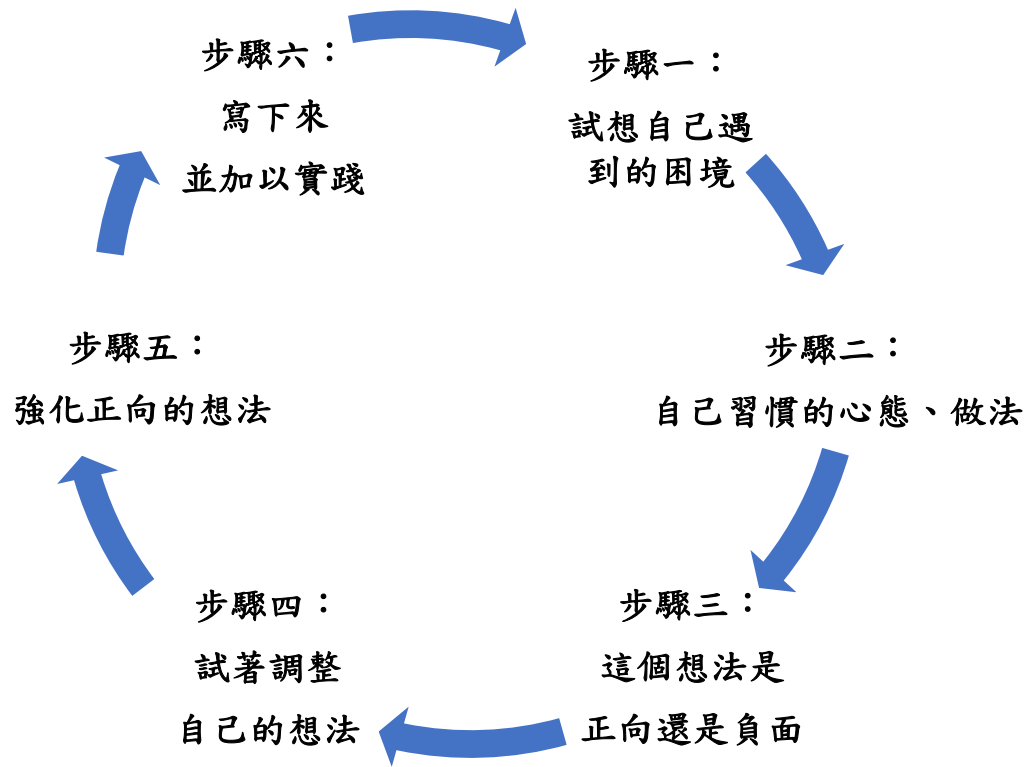 步驟一：
試想自己遇
到的困境
步驟二：
自己習慣的心態、做法
步驟三：
這個想法是
正向還是負面
步驟四：
試著調整
自己的想法
步驟五：
強化正向的想法
步驟六：
寫下來
並加以實踐